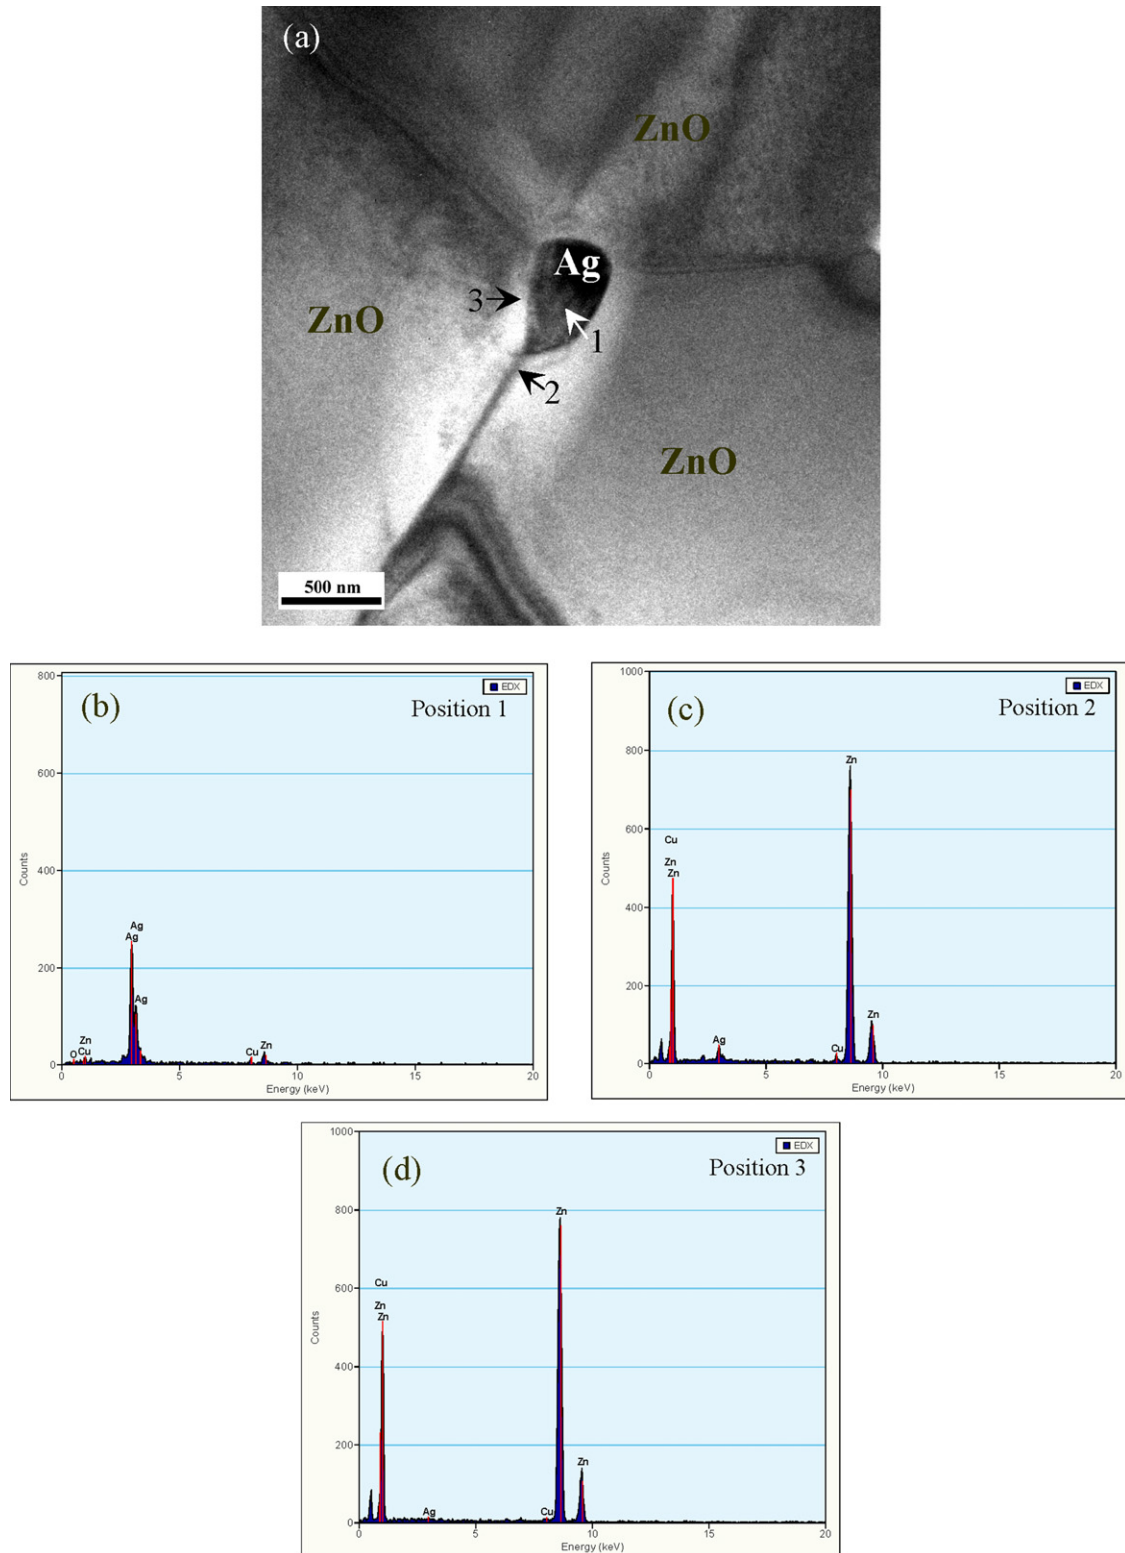 (a)
ZnO
Ag
3
ZnO
1
2
ZnO
500 nm
(b)
EDX
Position 1
800
600
400
200
0
Counts
Ag
Ag
Ag
O
Zn
Cu
Cu
Zn
0
5
10
15
20
Energy (keV)
(c)
EDX
Position 2
1000
800
600
400
200
0
Counts
Cu
Zn
Zn
Ag
Cu
Zn
Zn
0
5
10
15
20
Energy (keV)
(d)
EDX
Position 3
1000
800
600
400
200
0
Counts
Cu
Zn
Zn
Ag
Cu
Zn
Zn
0
5
10
15
20
Energy (keV)